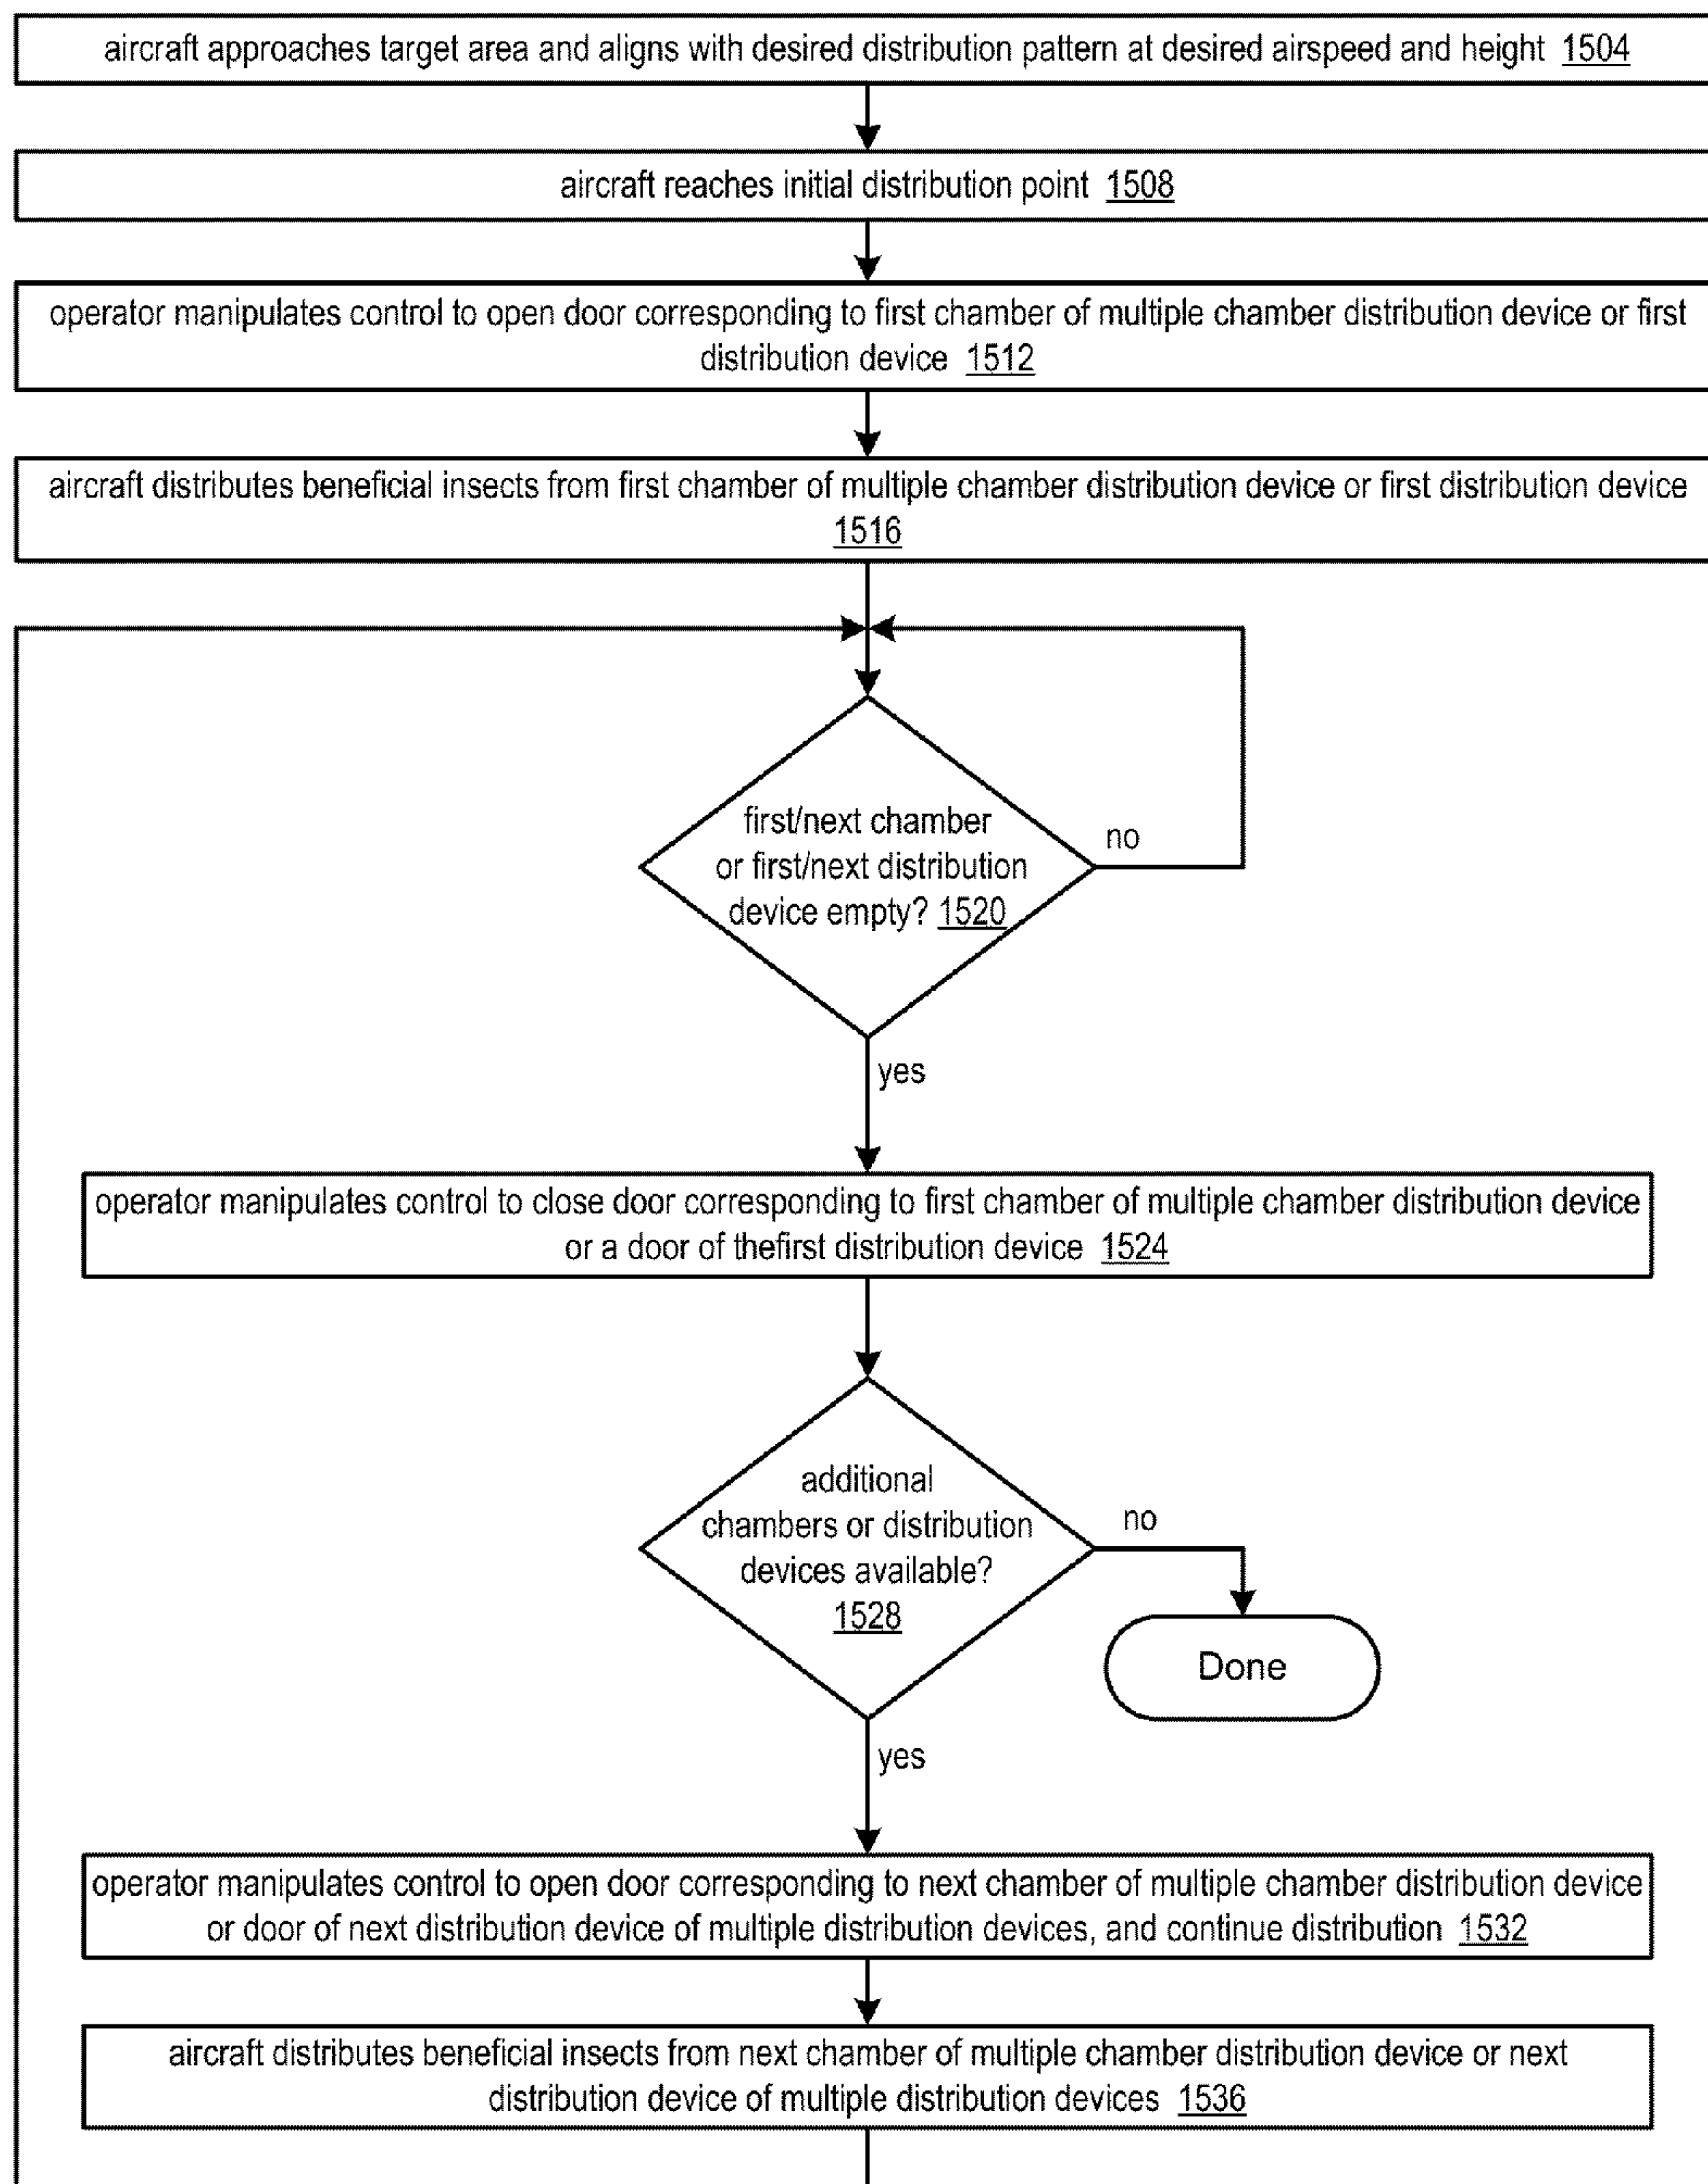 aircraft approaches target area and aligns with desired distribution pattern at desired airspeed and height 1504
aircraft reaches initial distribution point 1508
operator manipulates control to open door corresponding to first chamber of multiple chamber distribution device or first
distribution device 1512
aircraft distributes beneficial insects from first chamber of multiple chamber distribution device or first distribution device
1516
first/next chamber
or first/next distribution
device empty? 1520
no
yes
operator manipulates control to close door corresponding to first chamber of multiple chamber distribution device
or a door of thefirst distribution device 1524
additional
chambers or distribution
devices available?
1528
no
Done
yes
operator manipulates control to open door corresponding to next chamber of multiple chamber distribution device
or door of next distribution device of multiple distribution devices, and continue distribution 1532
aircraft distributes beneficial insects from next chamber of multiple chamber distribution device or next
distribution device of multiple distribution devices 1536